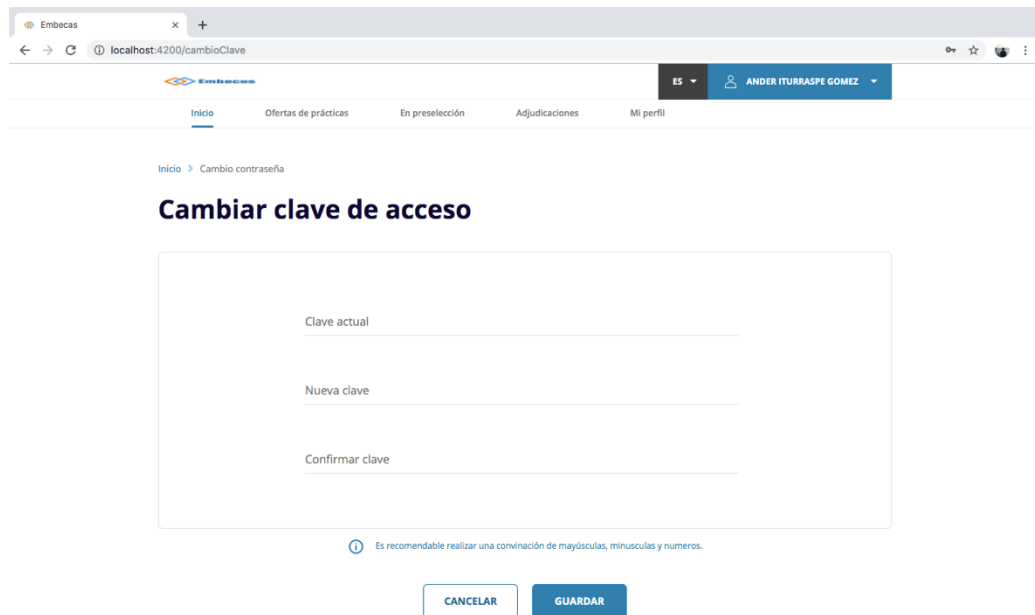 Embecas
localhost:4200/cambioClave
Embecas
ES
ANDER ITURRASPE GOMEZ
Inicio
Ofertas de prácticas
En preselección
Adjudicaciones
Mi perfil
Inicio > Cambio contraseña
Cambiar clave de acceso
Clave actual
Nueva clave
Confirmar clave
Es recomendable realizar una convinación de mayúsculas, minusculas y numeros.
CANCELAR
GUARDAR